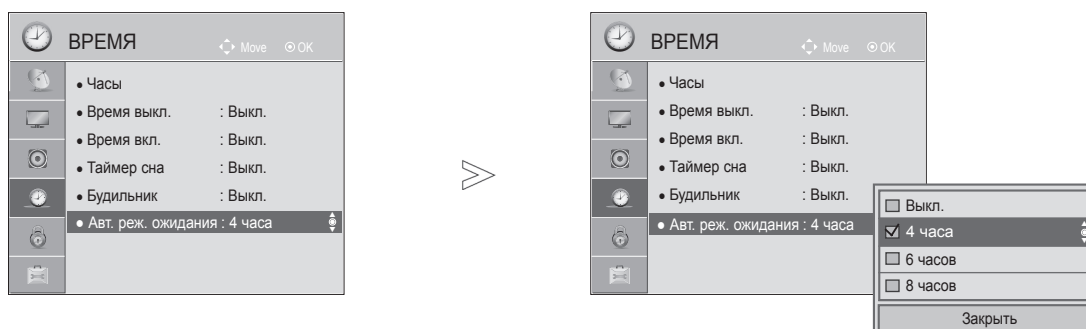 ВРЕМЯ Move OK
● Часы
● Время выкл. : Выкл.
● Время вкл. : Выкл.
● Таймер сна : Выкл.
● Будильник : Выкл.
● Авт. реж. ожидания : 4 часа
ВРЕМЯ Move OK
● Часы
● Время выкл. : Выкл.
● Время вкл. : Выкл.
● Таймер сна : Выкл.
● Будильник : Выкл.
● Авт. реж. ожидания : 4 часа
Выкл.
4 часа
6 часов
8 часов
Закрыть